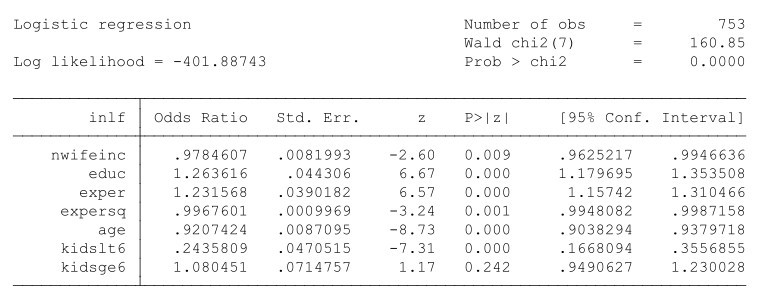 Logistic regression Number of obs = 753
Wald chi2(7) = 160.85
Log likelihood = -401.88743 Prob > chi2 = 0.0000
inlf Odds Ratio Std. Err. z P>|z| [95% Conf. Interval]
nwifeinc .9784607 .0081993 -2.60 0.009 .9625217 .9946636
educ 1.263616 .044306 6.67 0.000 1.179695 1.353508
exper 1.231568 .0390182 6.57 0.000 1.15742 1.310466
expersq .9967601 .0009969 -3.24 0.001 .9948082 .9987158
age .9207424 .0087095 -8.73 0.000 .9038294 .9379718
kidslt6 .2435809 .0470515 -7.31 0.000 .1668094 .3556855
kidsge6 1.080451 .0714757 1.17 0.242 .9490627 1.230028